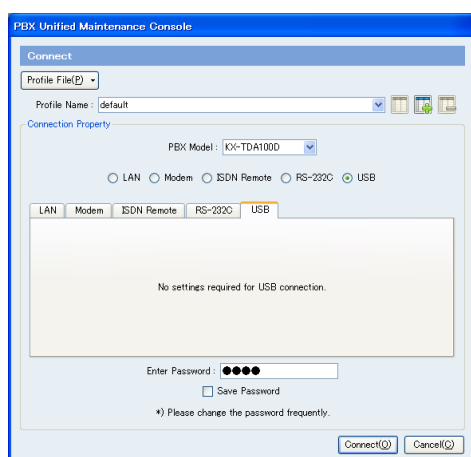 PBX Unified Maintenance Console
Connect
Profile File(P)
Profile Name : default
Connection Property
PBX Model : KX-TDA100D
LAN Modem ISDN Remote RS-232C USB
LAN Modem ISDN Remote RS-232C USB
No settings required for USB connection.
Enter Password : ●●●●
Save Password
*) Please change the password frequently.
Connect(O) Cancel(C)